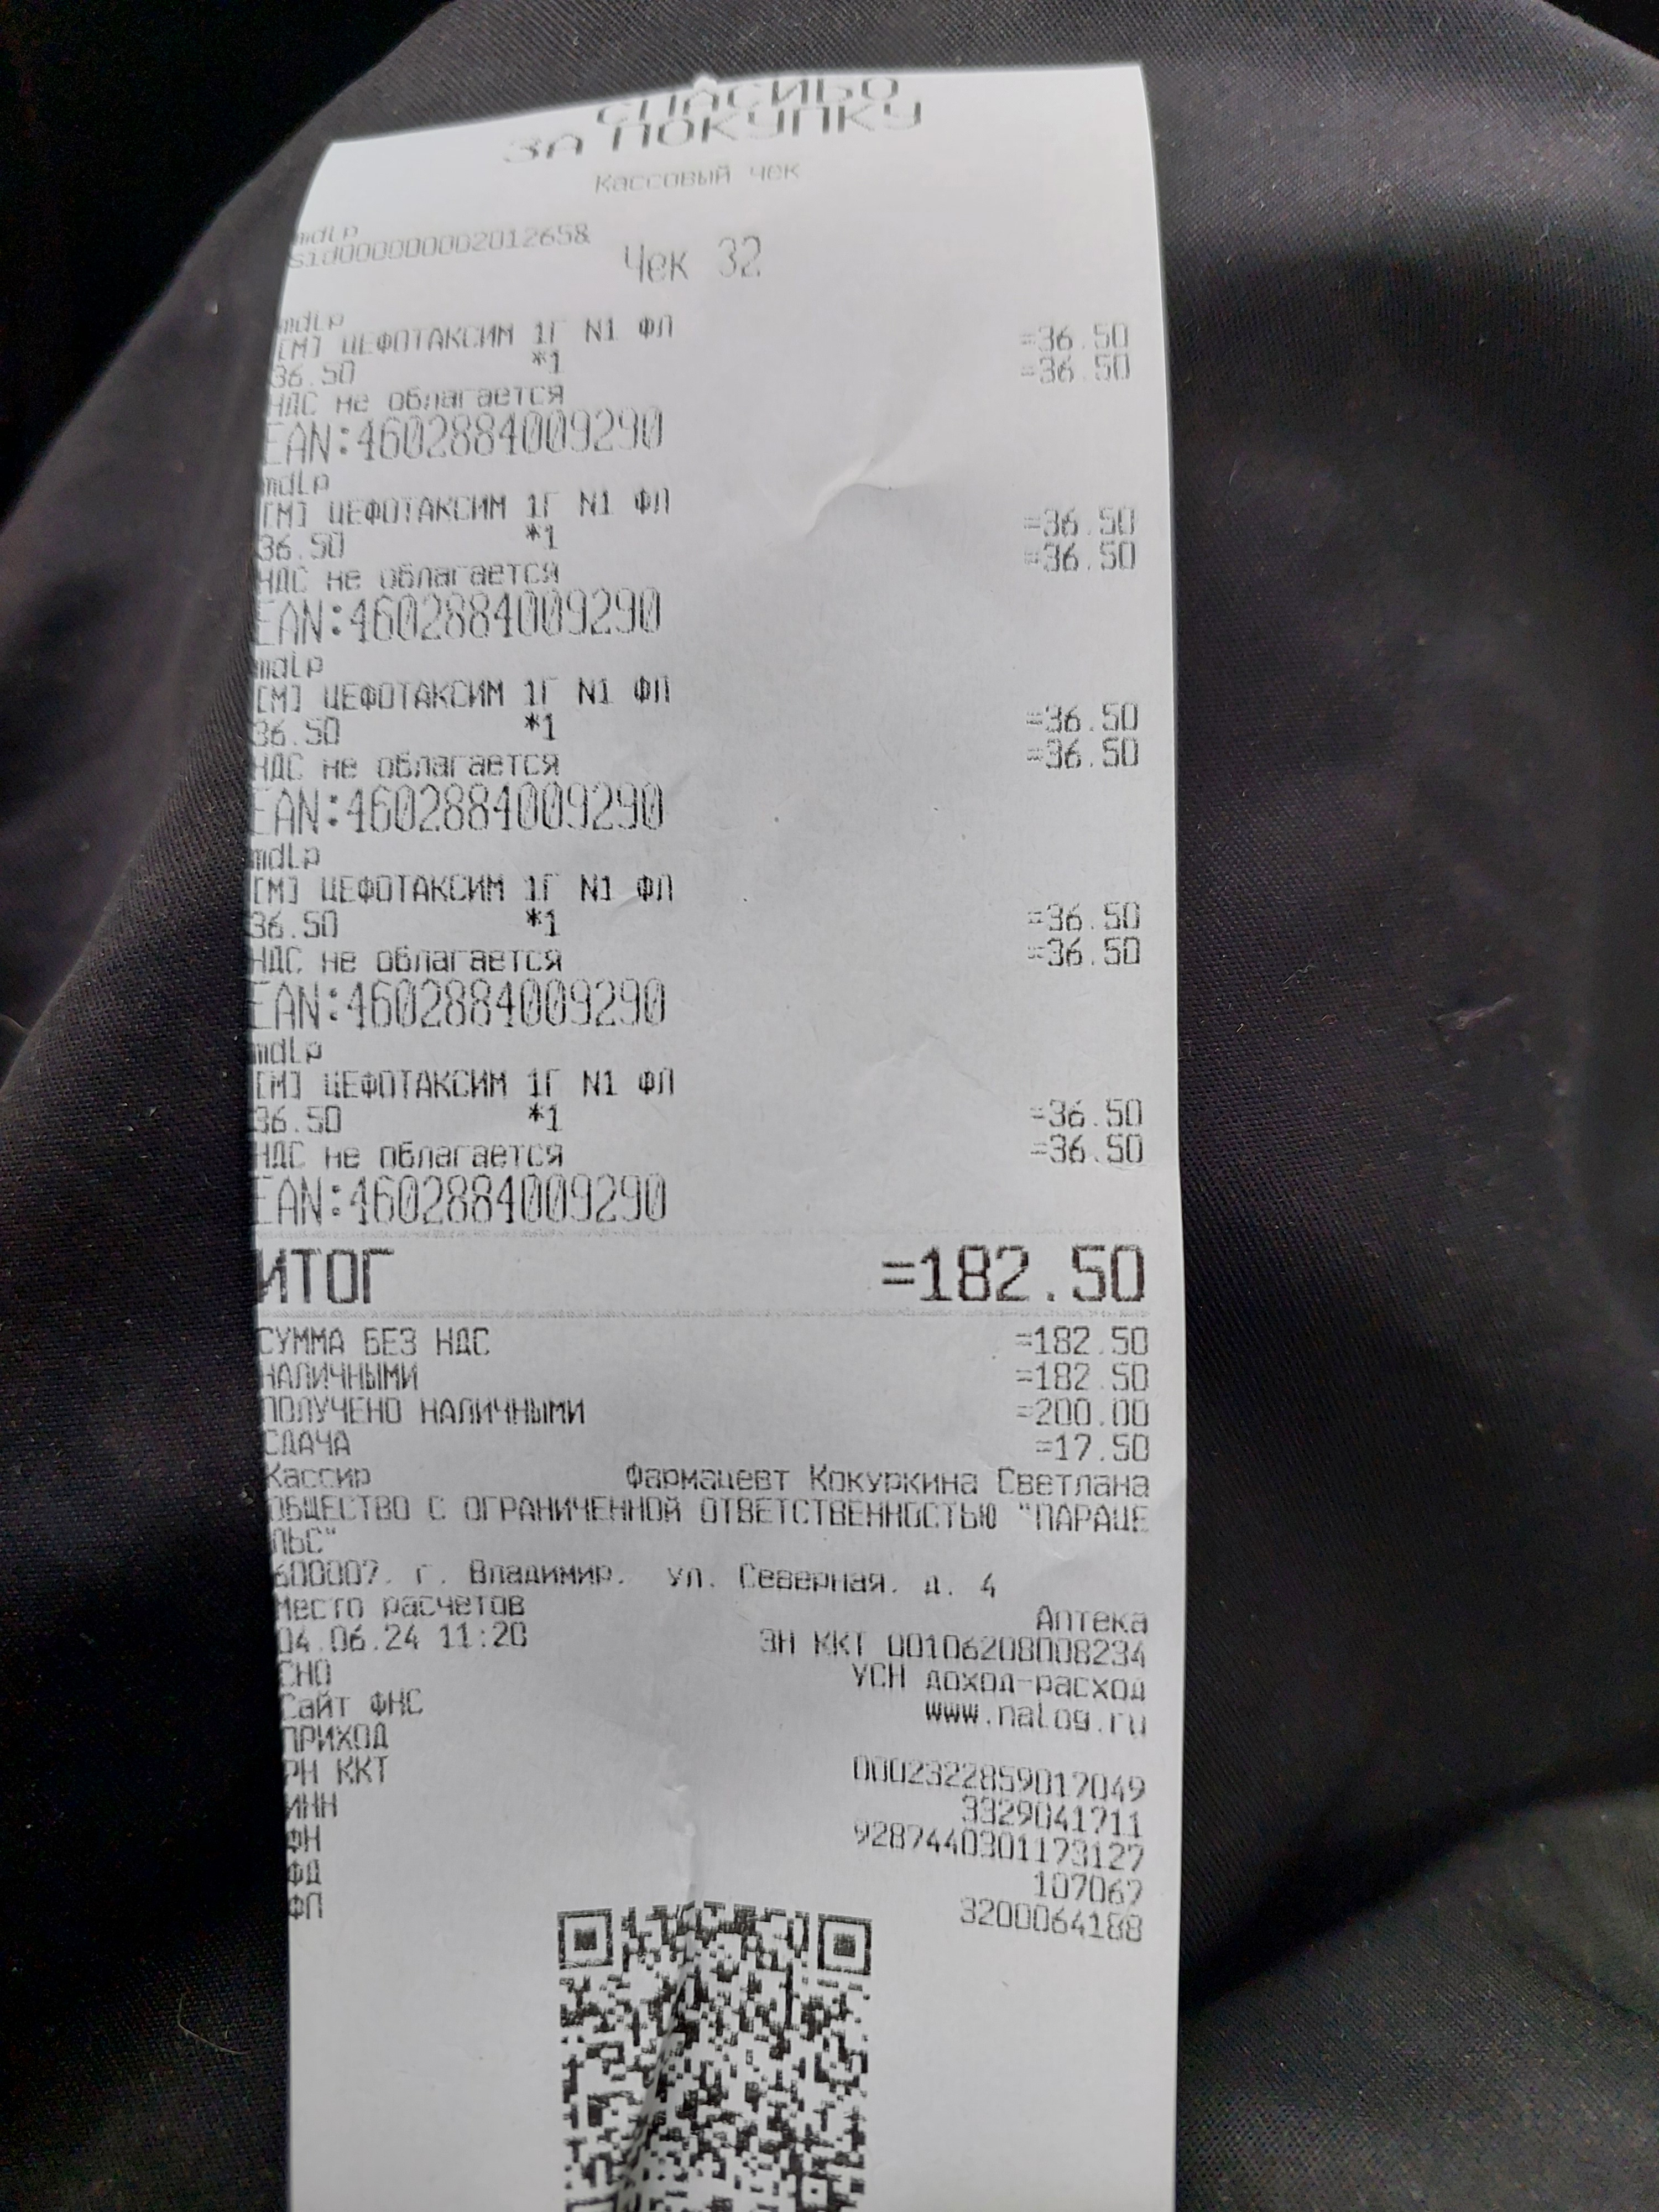 СПАСИБО
ЗА ПОКУПКУ
Кассовый чек
mdlp
sid00000000201265&
Чек 32
mdlp
[М] ЦЕФОТАКСИМ 1Г N1 ФЛ
36.50 *1 =36.50
=36.50
НДС не облагается
EAN:4602884009290
mdlp
[М] ЦЕФОТАКСИМ 1Г N1 ФЛ
36.50 *1 =36.50
=36.50
НДС не облагается
EAN:4602884009290
mdlp
[М] ЦЕФОТАКСИМ 1Г N1 ФЛ
36.50 *1 =36.50
=36.50
НДС не облагается
EAN:4602884009290
mdlp
[М] ЦЕФОТАКСИМ 1Г N1 ФЛ
36.50 *1 =36.50
=36.50
НДС не облагается
EAN:4602884009290
mdlp
[М] ЦЕФОТАКСИМ 1Г N1 ФЛ
36.50 *1 =36.50
=36.50
НДС не облагается
EAN:4602884009290
ИТОГ =182.50
СУММА БЕЗ НДС =182.50
НАЛИЧНЫМИ =182.50
ПОЛУЧЕНО НАЛИЧНЫМИ =200.00
СДАЧА =17.50
Кассир Фармацевт Кокуркина Светлана
ОБЩЕСТВО С ОГРАНИЧЕННОЙ ОТВЕТСТВЕННОСТЬЮ "ПАРАЦЕ
ЛЬС"
600007, г. Владимир, ул. Северная, д. 4
Место расчетов Аптека
04.06.24 11:20 ЗН ККТ 00106208008234
СНО УСН доход-расход
Сайт ФНС www.nalog.ru
ПРИХОД
РН ККТ 0002322859017049
ИНН 3329041711
ФН 9287440301173127
ФД 107067
ФП 3200064188